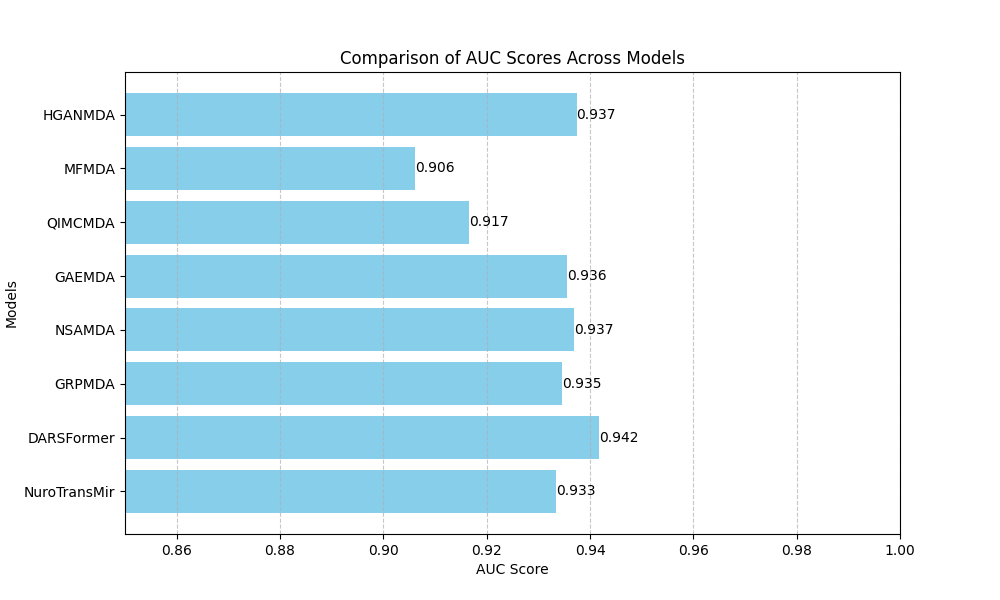 Comparison of AUC Scores Across Models
Models
HGANMDA 0.937
MFMDA 0.906
QIMCMDA 0.917
GAEMDA 0.936
NSAMDA 0.937
GRPMDA 0.935
DARSFormer 0.942
NuroTransMir 0.933
0.86 0.88 0.90 0.92 0.94 0.96 0.98 1.00
AUC Score